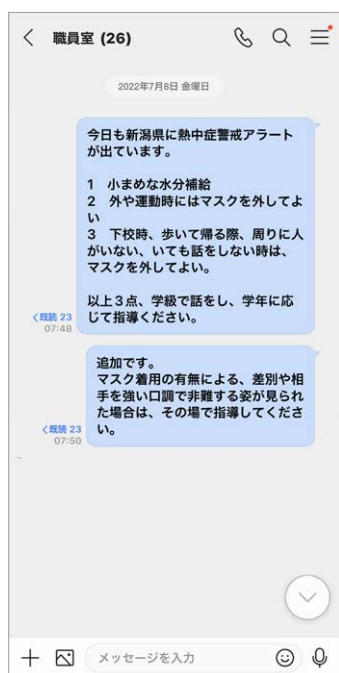 職員室 (26)
2022年7月8日 金曜日
今日も新潟県に熱中症警戒アラート
が出ています。
1　小まめな水分補給
2　外や運動時にはマスクを外してよ
い
3　下校時、歩いて帰る際、周りに人
がいない、いても話をしない時は、
マスクを外してよい。
以上３点、学級で話をし、学年に応
じて指導ください。
既読 23
07:48
追加です。
マスク着用の有無による、差別や相
手を強い口調で非難する姿が見られ
た場合は、その場で指導してくださ
い。
既読 23
07:50
メッセージを入力